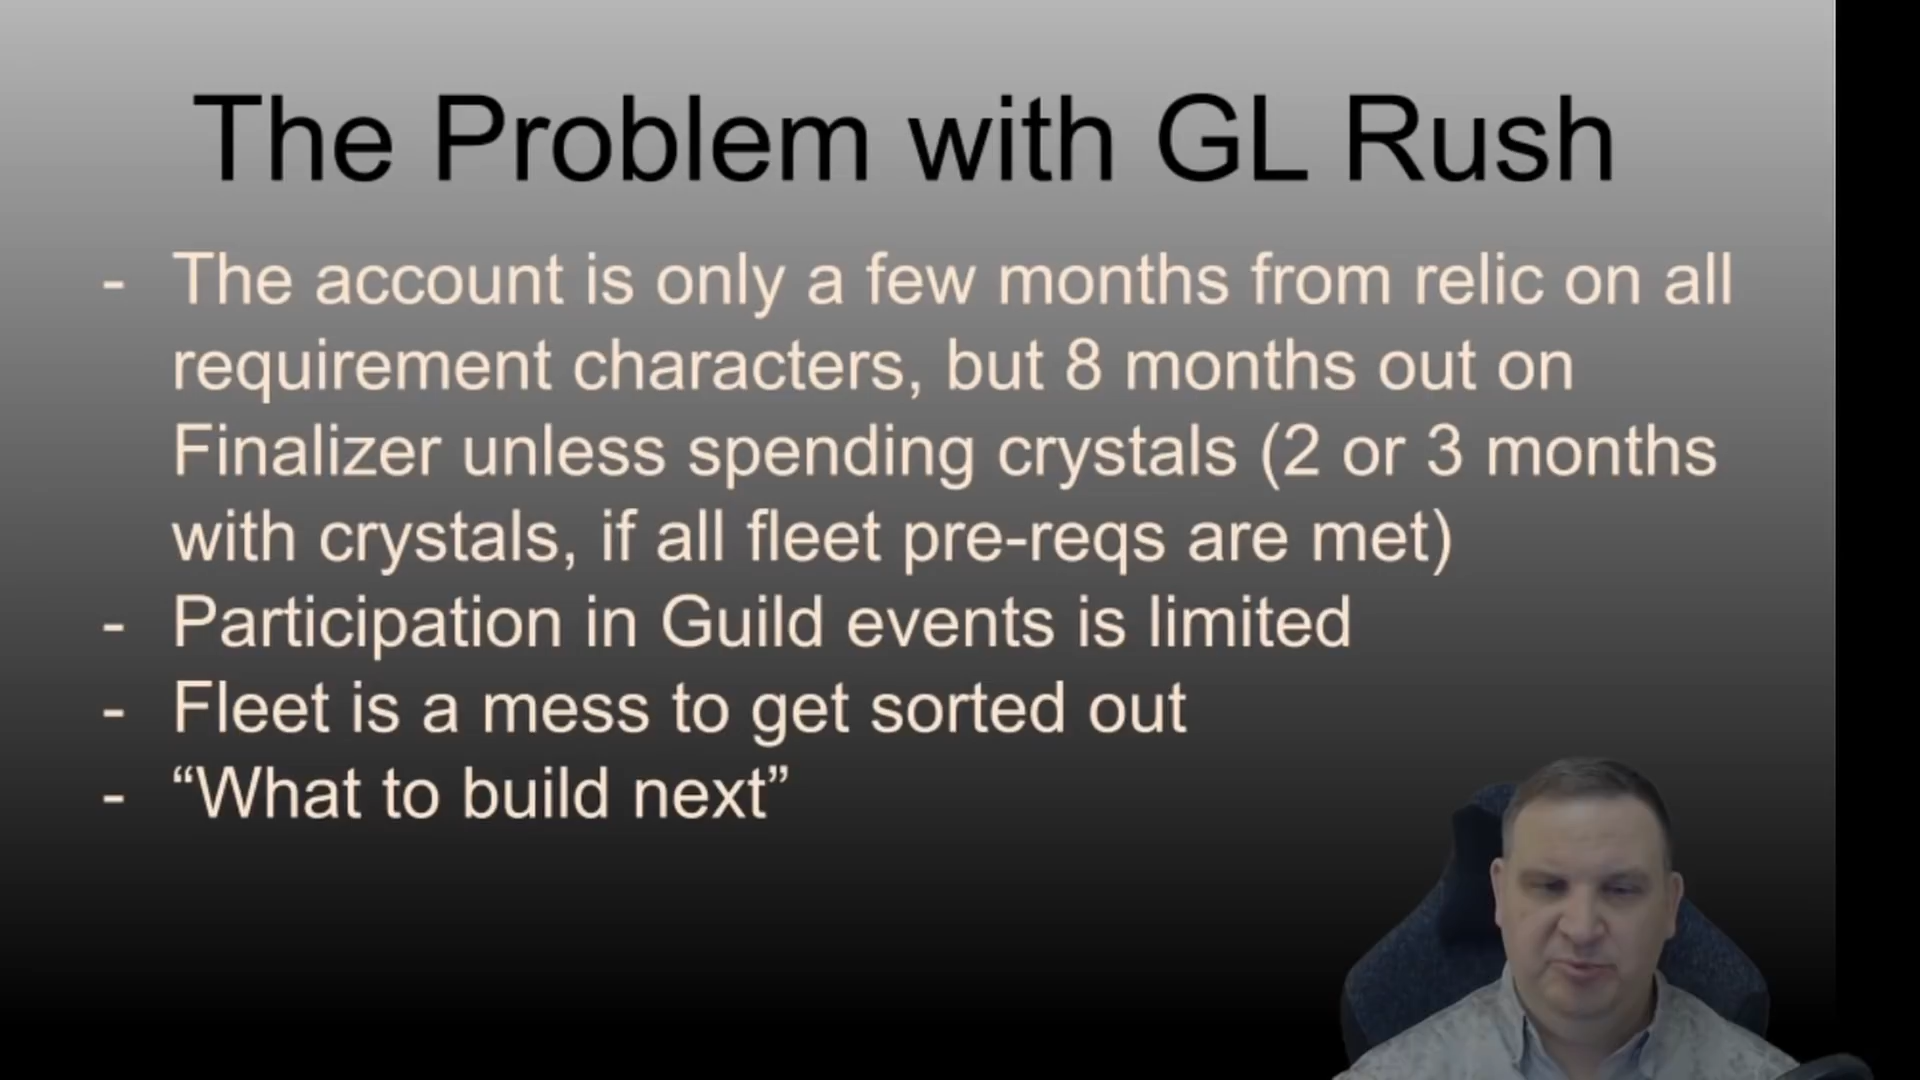 The Problem with GL Rush
- The account is only a few months from relic on all
requirement characters, but 8 months out on
Finalizer unless spending crystals (2 or 3 months
with crystals, if all fleet pre-reqs are met)
- Participation in Guild events is limited
- Fleet is a mess to get sorted out
- “What to build next”